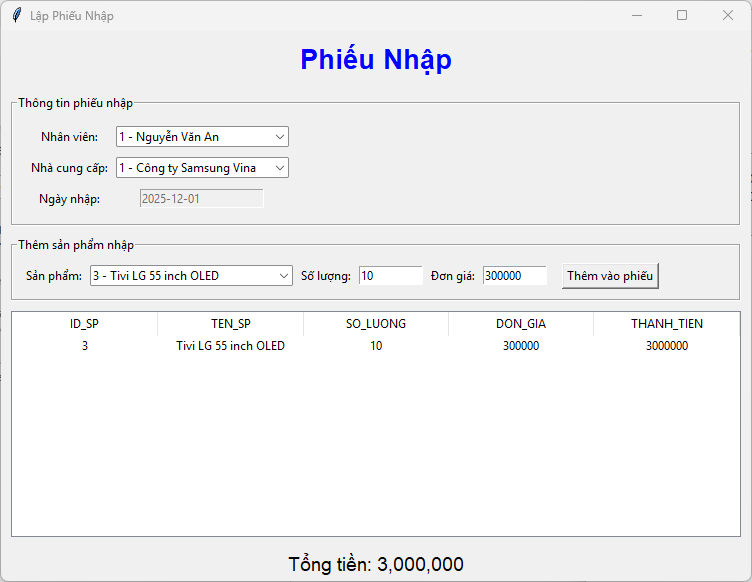 Lập Phiếu Nhập
Phiếu Nhập
Thông tin phiếu nhập
Nhân viên: 1 - Nguyễn Văn An
Nhà cung cấp: 1 - Công ty Samsung Vina
Ngày nhập: 2025-12-01
Thêm sản phẩm nhập
Sản phẩm: 3 - Tivi LG 55 inch OLED Số lượng: 10 Đơn giá: 300000 Thêm vào phiếu
ID_SP TEN_SP SO_LUONG DON_GIA THANH_TIEN
3 Tivi LG 55 inch OLED 10 300000 3000000
Tổng tiền: 3,000,000